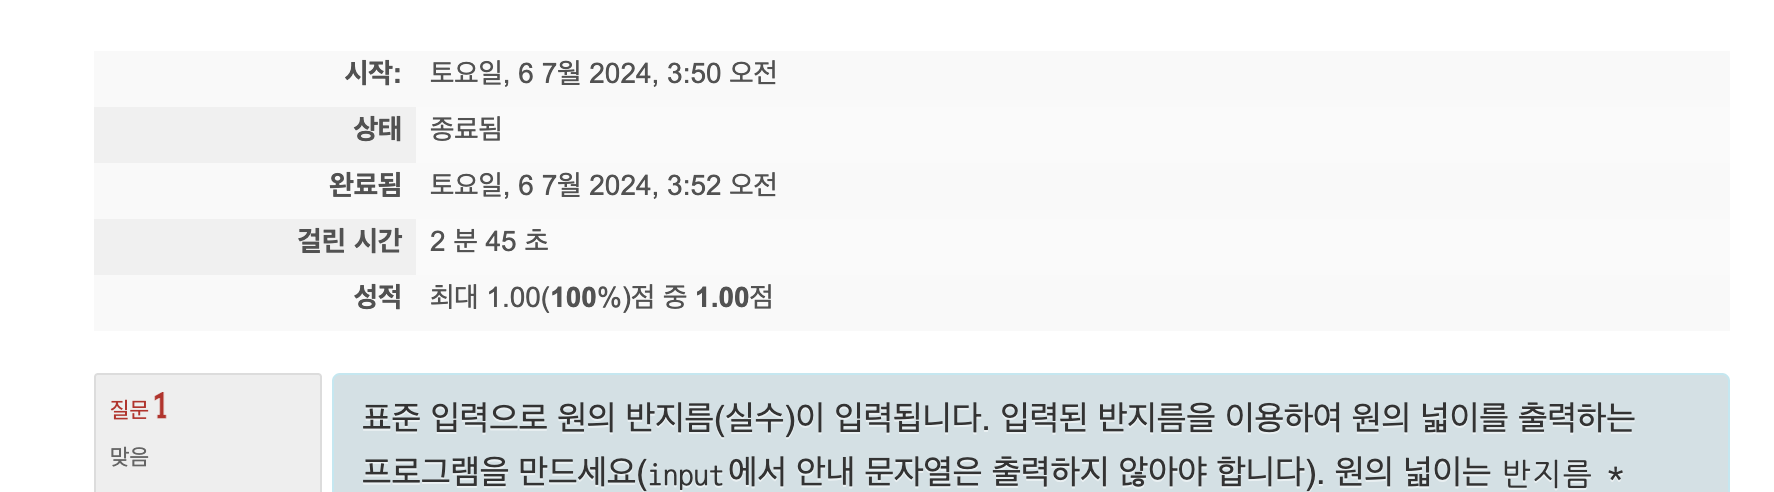 시작: 토요일, 6 7월 2024, 3:50 오전
상태 종료됨
완료됨 토요일, 6 7월 2024, 3:52 오전
걸린 시간 2 분 45 초
성적 최대 1.00(100%)점 중 1.00점
질문 1
맞음
표준 입력으로 원의 반지름(실수)이 입력됩니다. 입력된 반지름을 이용하여 원의 넓이를 출력하는
프로그램을 만드세요(input에서 안내 문자열은 출력하지 않아야 합니다). 원의 넓이는 반지름 *